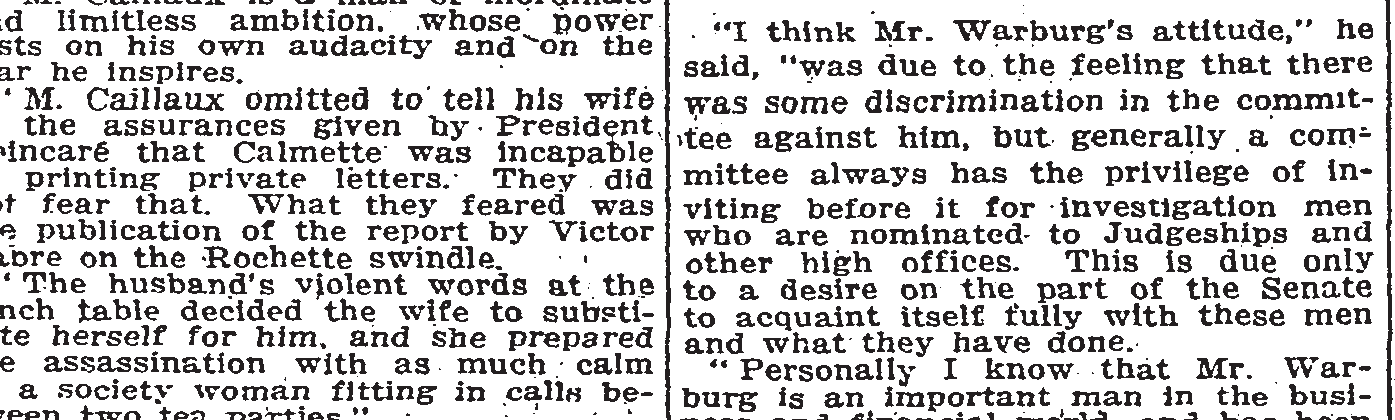 limitless ambition, whose power
on his own audacity and on the
he inspires.
" M. Caillaux omitted to tell his wife
the assurances given by President
that Calmette was incapable
printing private letters. They did
fear that. What they feared was
publication of the report by Victor
on the Rochette swindle.
" The husband's violent words at the
table decided the wife to substi-
herself for him, and she prepared
assassination with as much calm
a society woman fitting in calls be-
two tea parties."
"I think Mr. Warburg's attitude," he
said, "was due to the feeling that there
was some discrimination in the commit-
tee against him, but generally a com-
mittee always has the privilege of in-
viting before it for investigation men
who are nominated to Judgeships and
other high offices. This is due only
to a desire on the part of the Senate
to acquaint itself fully with these men
and what they have done.
" Personally I know that Mr. War-
burg is an important man in the busi-